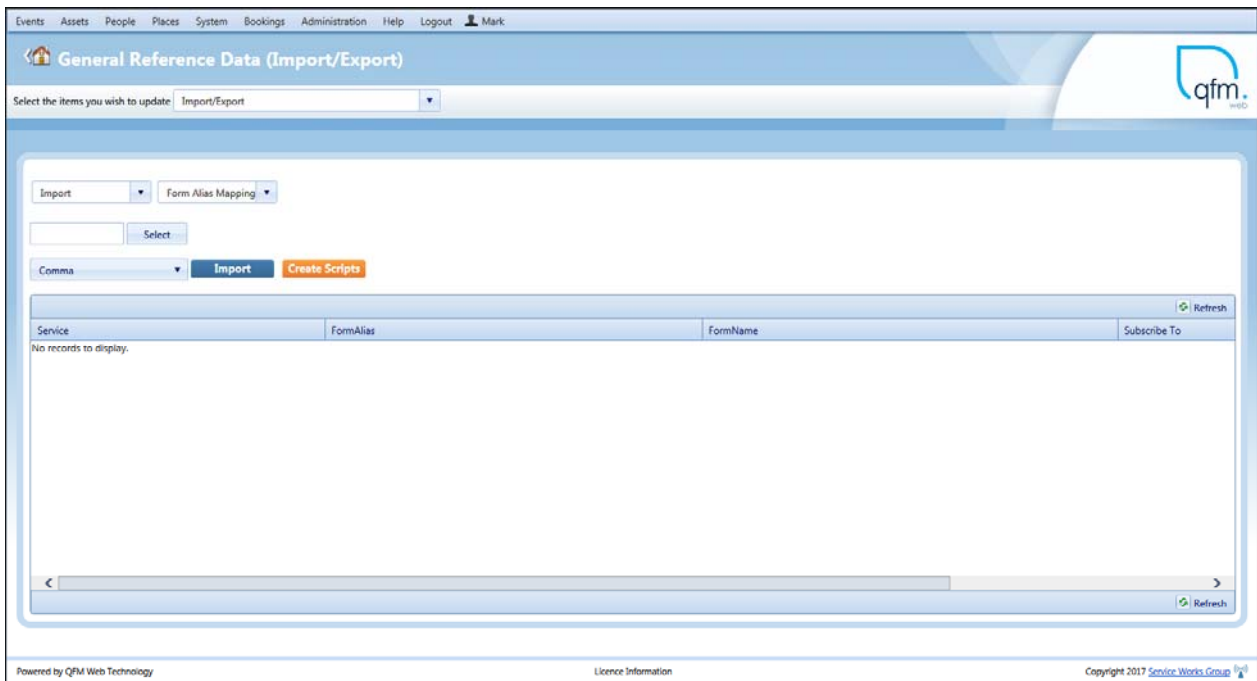 Events Assets People Places System Bookings Administration Help Logout Mark
General Reference Data (Import/Export)
qfm.
web
Select the items you wish to update Import/Export
Import Form Alias Mapping
Select
Comma Import Create Scripts
Refresh
Service FormAlias FormName Subscribe To
No records to display.
Refresh
Powered by QFM Web Technology Licence Information Copyright 2017 Service Works Group